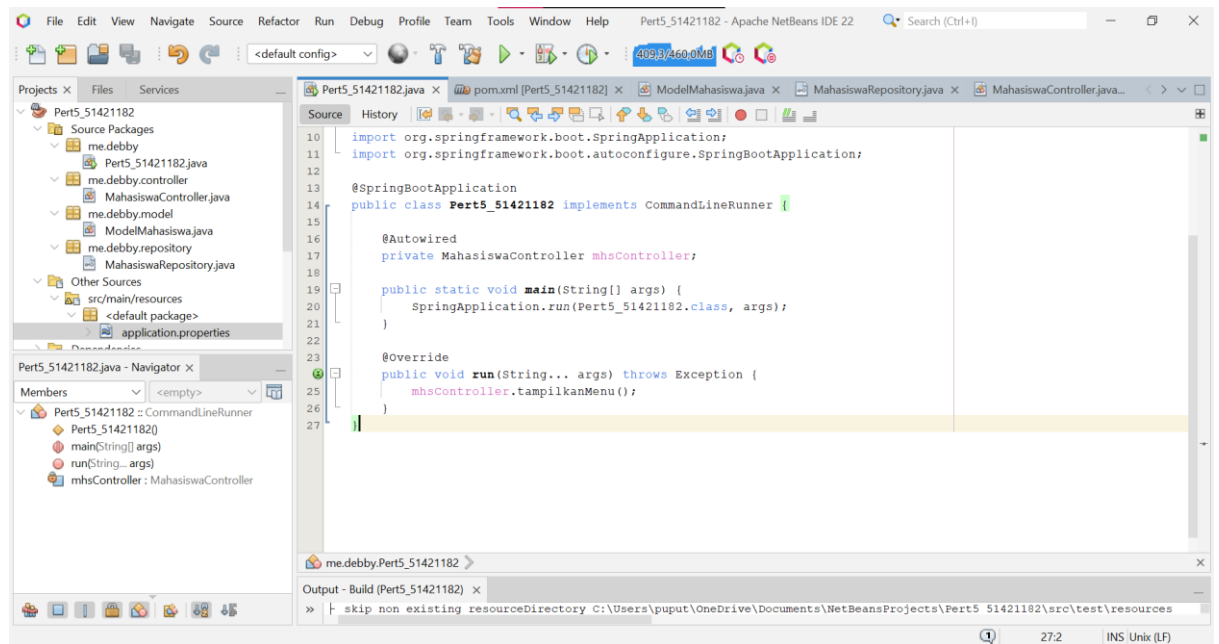 File Edit View Navigate Source Refactor Run Debug Profile Team Tools Window Help Pert5_51421182 - Apache NetBeans IDE 22 Search (Ctrl+I)
<default config> 409,3/460,0MB
Projects Files Services
Pert5_51421182
Source Packages
me.debby
Pert5_51421182.java
me.debby.controller
MahasiswaController.java
me.debby.model
ModelMahasiswa.java
me.debby.repository
MahasiswaRepository.java
Other Sources
src/main/resources
<default package>
application.properties
Dependencies
Pert5_51421182.java - Navigator
Members <empty>
Pert5_51421182 :: CommandLineRunner
Pert5_51421182()
main(String[] args)
run(String... args)
mhsController : MahasiswaController
Pert5_51421182.java pom.xml [Pert5_51421182] ModelMahasiswa.java MahasiswaRepository.java MahasiswaController.java...
Source History
10 import org.springframework.boot.SpringApplication;
11 import org.springframework.boot.autoconfigure.SpringBootApplication;
12
13 @SpringBootApplication
14 public class Pert5_51421182 implements CommandLineRunner {
15
16 @Autowired
17 private MahasiswaController mhsController;
18
19 public static void main(String[] args) {
20 SpringApplication.run(Pert5_51421182.class, args);
21 }
22
23 @Override
public void run(String... args) throws Exception {
25 mhsController.tampilkanMenu();
26 }
27 }
me.debby.Pert5_51421182
Output - Build (Pert5_51421182)
skip non existing resourceDirectory C:\Users\puput\OneDrive\Documents\NetBeansProjects\Pert5_51421182\src\test\resources
1 27:2 INS Unix (LF)